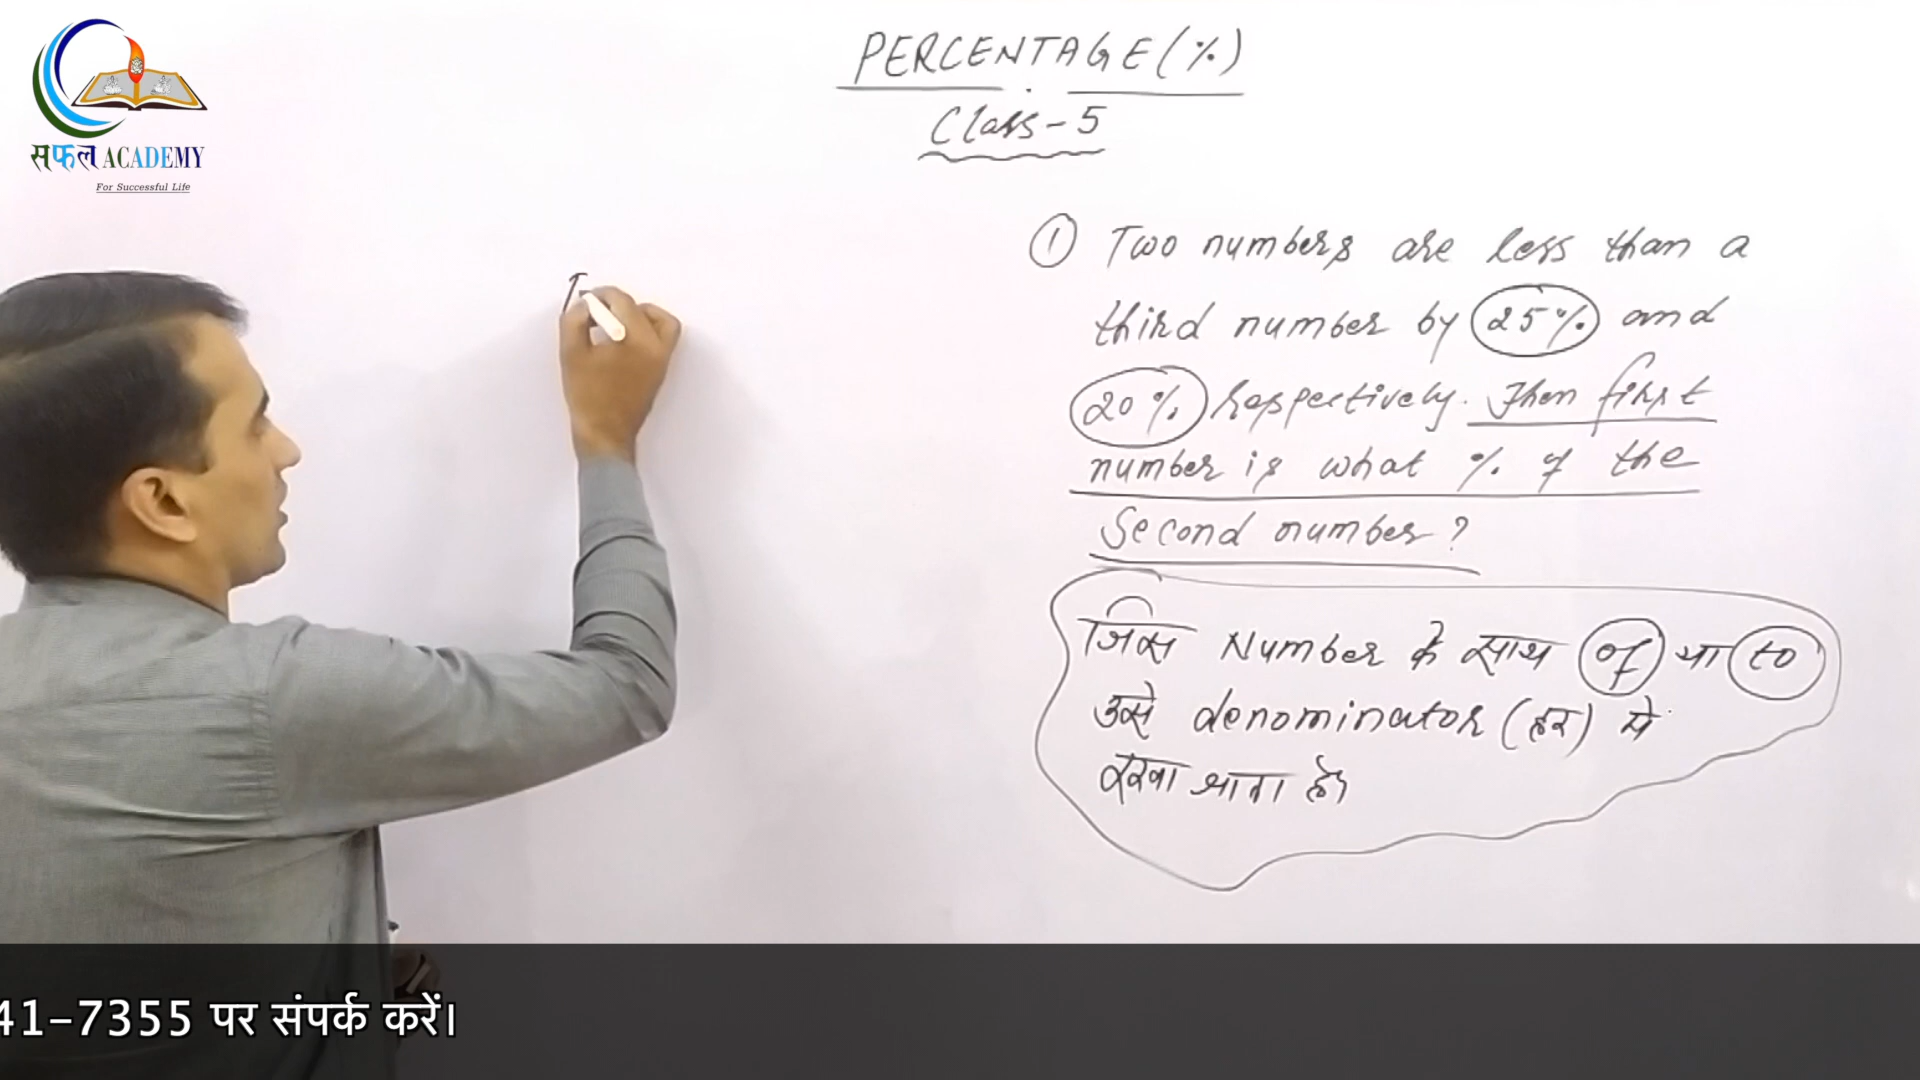 सफल ACADEMY
For Successful Life
PERCENTAGE (%)
Class-5
① Two numbers are less than a
third number by 25% and
20% respectively. Then first
number is what % of the
Second number?
जिस Number के साथ of या to
उसे denominator (हर) में
रखा जाता है।
41-7355 पर संपर्क करें।